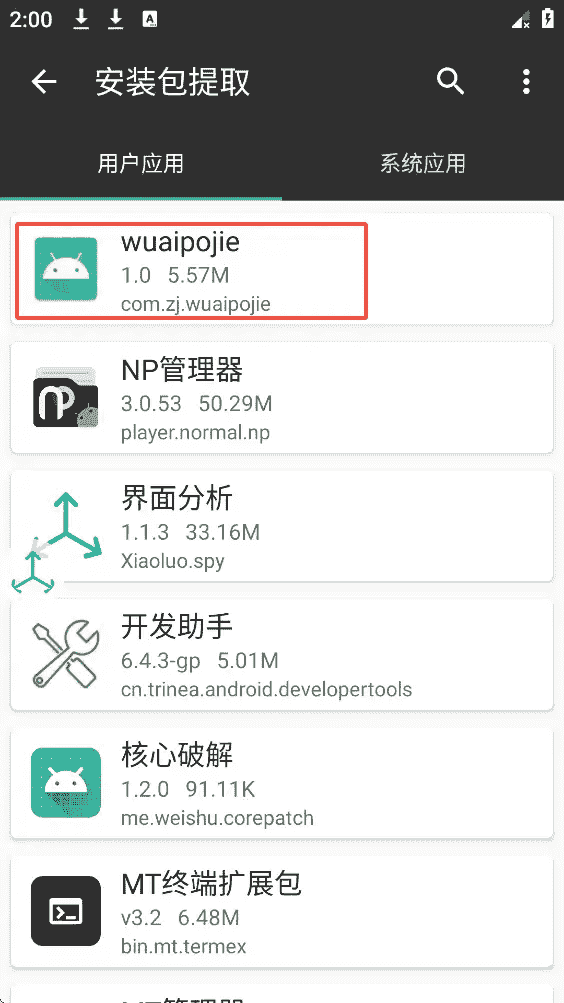 2:00
A
安装包提取
用户应用
系统应用
wuaipojie
1.0 5.57M
com.zj.wuaipojie
NP管理器
3.0.53 50.29M
player.normal.np
np
界面分析
1.1.3 33.16M
Xiaoluo.spy
开发助手
6.4.3-gp 5.01M
cn.trinea.android.developertools
核心破解
1.2.0 91.11K
me.weishu.corepatch
MT终端扩展包
v3.2 6.48M
bin.mt.termex